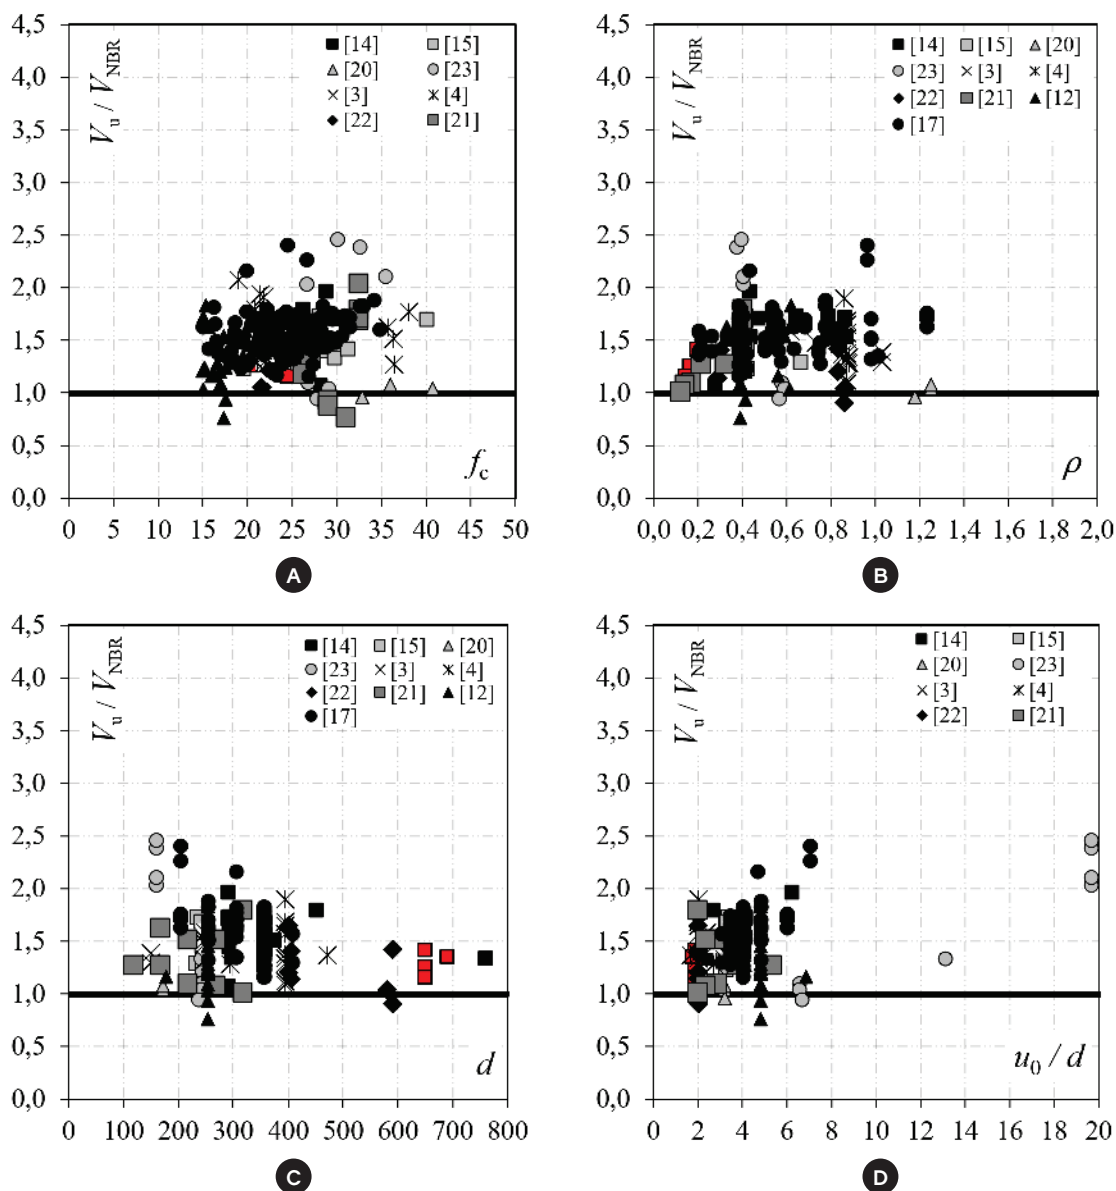 4,5
4,0
3,5
3,0
2,5
2,0
1,5
1,0
0,5
0,0
V_u / V_NBR
[14] [15]
[20] [23]
[3] [4]
[22] [21]
f_c
0 5 10 15 20 25 30 35 40 45 50
A
4,5
4,0
3,5
3,0
2,5
2,0
1,5
1,0
0,5
0,0
V_u / V_NBR
[14] [15] [20]
[23] [3] [4]
[22] [21] [12]
[17]
ρ
0,0 0,2 0,4 0,6 0,8 1,0 1,2 1,4 1,6 1,8 2,0
B
4,5
4,0
3,5
3,0
2,5
2,0
1,5
1,0
0,5
0,0
V_u / V_NBR
[14] [15] [20]
[23] [3] [4]
[22] [21] [12]
[17]
d
0 100 200 300 400 500 600 700 800
C
4,5
4,0
3,5
3,0
2,5
2,0
1,5
1,0
0,5
0,0
V_u / V_NBR
[14] [15]
[20] [23]
[3] [4]
[22] [21]
u_0 / d
0 2 4 6 8 10 12 14 16 20
D